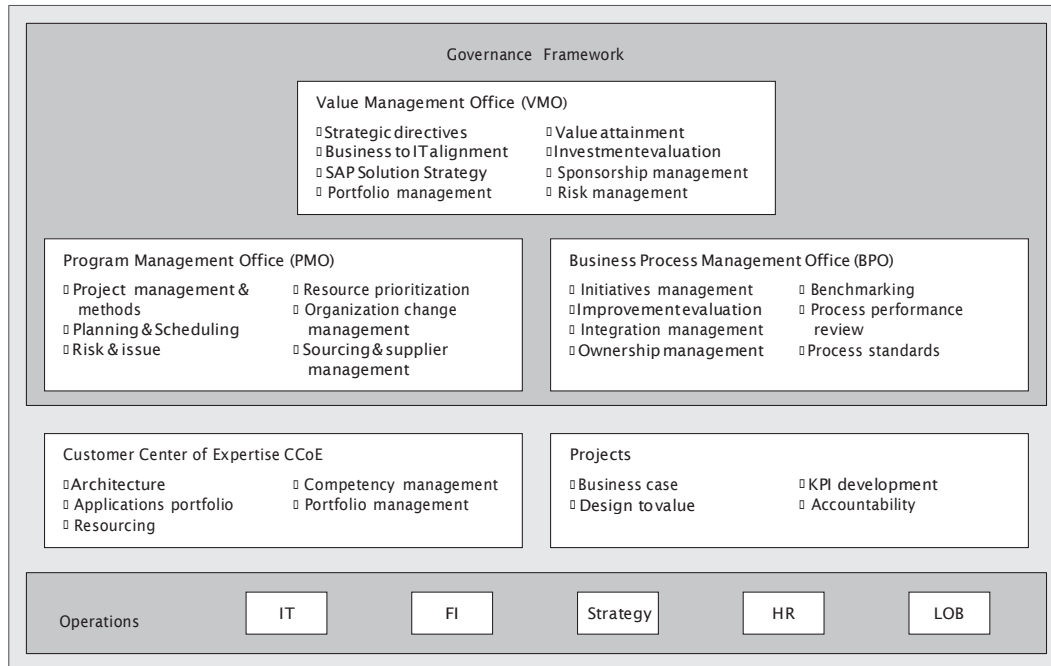 Governance Framework
Value Management Office (VMO)
▯ Strategic directives
▯ Business to IT alignment
▯ SAP Solution Strategy
▯ Portfolio management
▯ Value attainment
▯ Investment evaluation
▯ Sponsorship management
▯ Risk management
Program Management Office (PMO)
▯ Project management &
methods
▯ Planning & Scheduling
▯ Risk & issue
▯ Resource prioritization
▯ Organization change
management
▯ Sourcing & supplier
management
Business Process Management Office (BPO)
▯ Initiatives management
▯ Improvement evaluation
▯ Integration management
▯ Ownership management
▯ Benchmarking
▯ Process performance
review
▯ Process standards
Customer Center of Expertise CCoE
▯ Architecture
▯ Applications portfolio
▯ Resourcing
▯ Competency management
▯ Portfolio management
Projects
▯ Business case
▯ Design to value
▯ KPI development
▯ Accountability
Operations
IT
FI
Strategy
HR
LOB